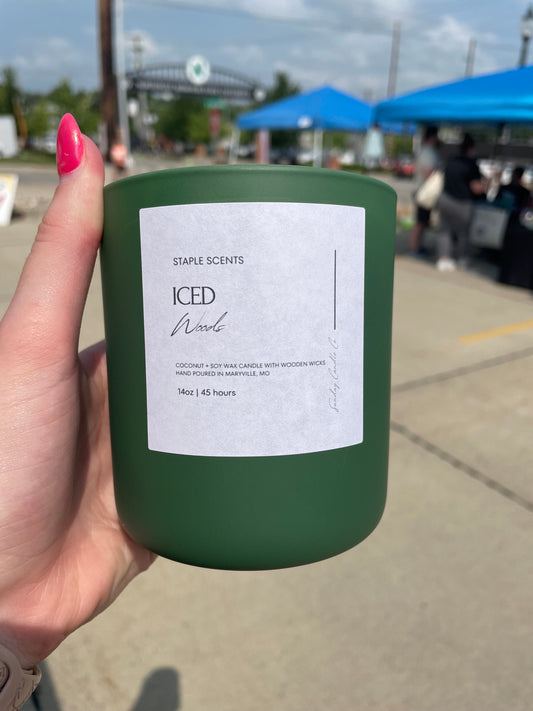 STAPLE SCENTS
ICED
Woods
COCONUT + SOY WAX CANDLE WITH WOODEN WICKS
HAND POURED IN MARYVILLE, MO
14oz | 45 hours
Candle C